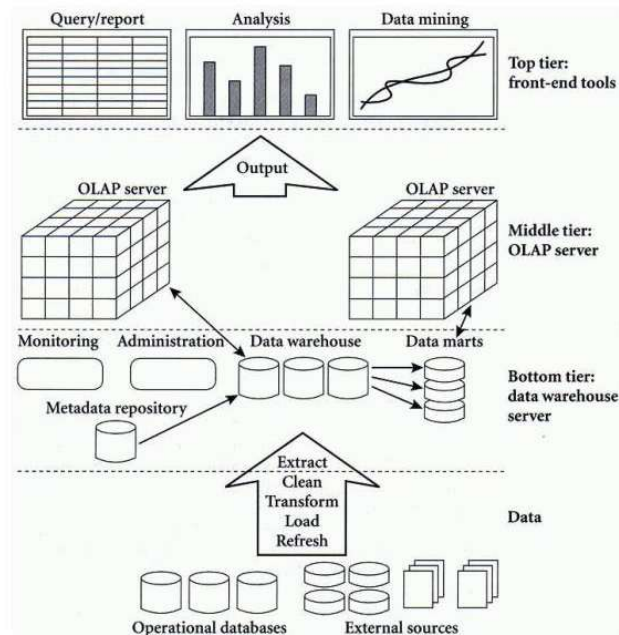 Query/report
Analysis
Data mining
Top tier:
front-end tools
Output
OLAP server
OLAP server
Middle tier:
OLAP server
Monitoring
Administration
Data warehouse
Data marts
Bottom tier:
data warehouse
server
Metadata repository
Extract
Clean
Transform
Load
Refresh
Data
Operational databases
External sources